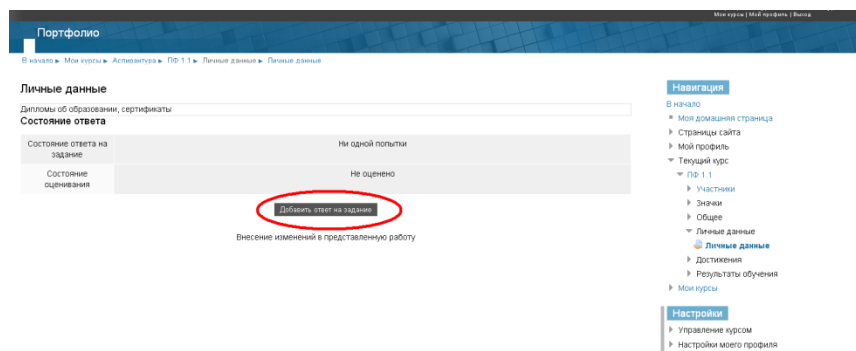 Мои курсы | Мой профиль | Выход
Портфолио
В начало ► Мои курсы ► Аспирантура ► ПФ 1.1 ► Личные данные ► Личные данные
Личные данные
Дипломы об образовании, сертификаты
Состояние ответа
Состояние ответа на задание
Ни одной попытки
Состояние оценивания
Не оценено
Добавить ответ на задание
Внесение изменений в представленную работу
Навигация
В начало
Моя домашняя страница
Страницы сайта
Мой профиль
Текущий курс
ПФ 1.1
Участники
Значки
Общее
Личные данные
Личные данные
Достижения
Результаты обучения
Мои курсы
Настройки
Управление курсом
Настройки моего профиля